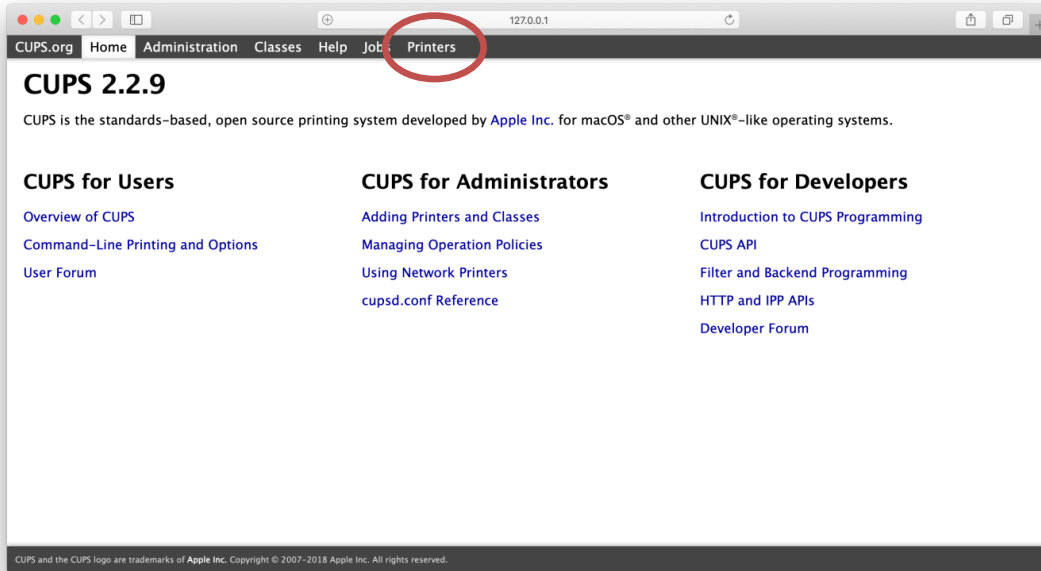 127.0.0.1
CUPS.org Home Administration Classes Help Jobs Printers
CUPS 2.2.9
CUPS is the standards-based, open source printing system developed by Apple Inc. for macOS® and other UNIX®-like operating systems.
CUPS for Users
Overview of CUPS
Command-Line Printing and Options
User Forum
CUPS for Administrators
Adding Printers and Classes
Managing Operation Policies
Using Network Printers
cupsd.conf Reference
CUPS for Developers
Introduction to CUPS Programming
CUPS API
Filter and Backend Programming
HTTP and IPP APIs
Developer Forum
CUPS and the CUPS logo are trademarks of Apple Inc. Copyright © 2007-2018 Apple Inc. All rights reserved.